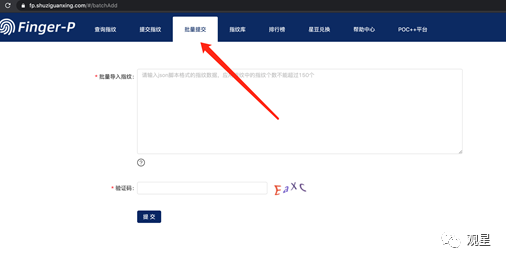 fp.shuziguanxing.com/#/batchAdd
Finger-P 查询指纹 提交指纹 批量提交 指纹库 排行榜 星豆兑换 帮助中心 POC++平台
* 批量导入指纹:
请输入json脚本格式的指纹数据，且其中的指纹个数不能超过150个
?
* 验证码:
EaXC
提 交
观星